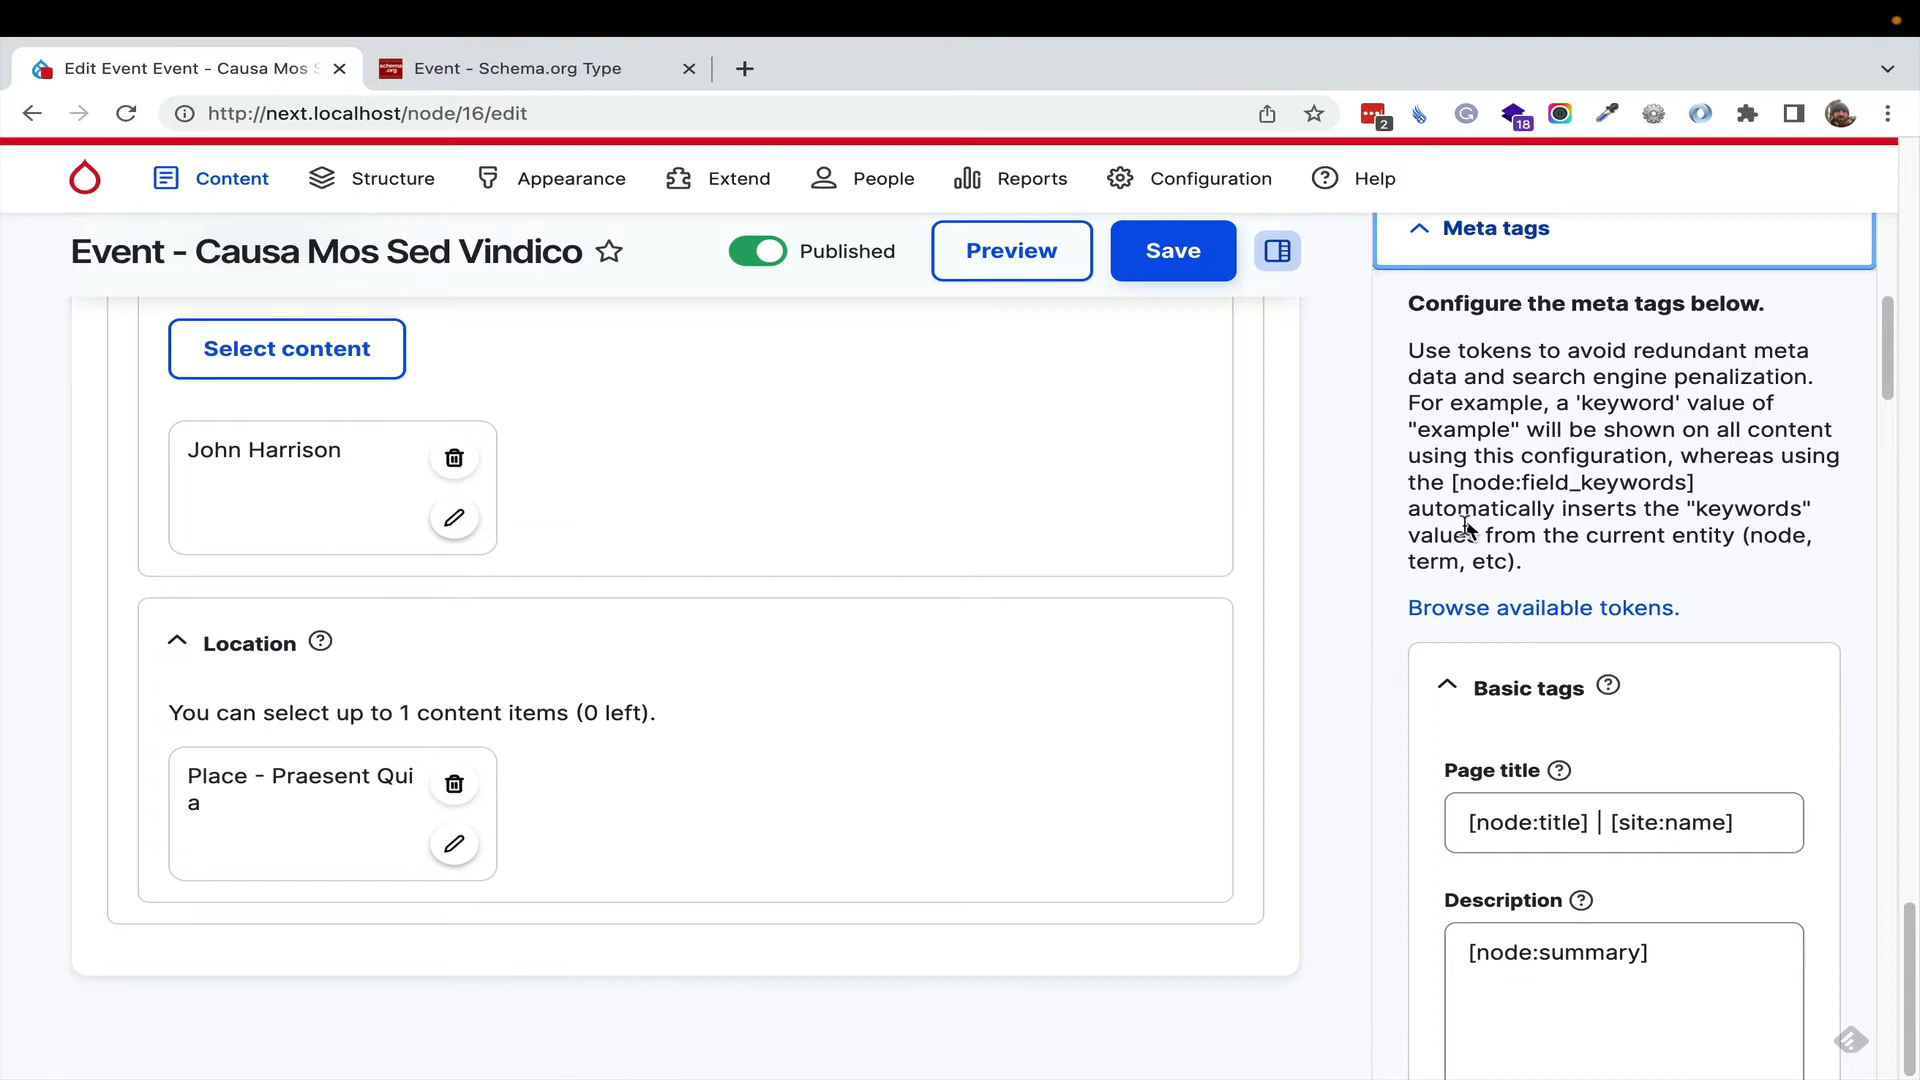 Edit Event Event - Causa Mos S
Event - Schema.org Type
http://next.localhost/node/16/edit
2
18
Content
Structure
Appearance
Extend
People
Reports
Configuration
Help
Event - Causa Mos Sed Vindico
Published
Preview
Save
Select content
John Harrison
Location
You can select up to 1 content items (0 left).
Place - Praesent Qui
a
Meta tags
Configure the meta tags below.
Use tokens to avoid redundant meta
data and search engine penalization.
For example, a 'keyword' value of
"example" will be shown on all content
using this configuration, whereas using
the [node:field_keywords]
automatically inserts the "keywords"
values from the current entity (node,
term, etc).
Browse available tokens.
Basic tags
Page title
[node:title] | [site:name]
Description
[node:summary]